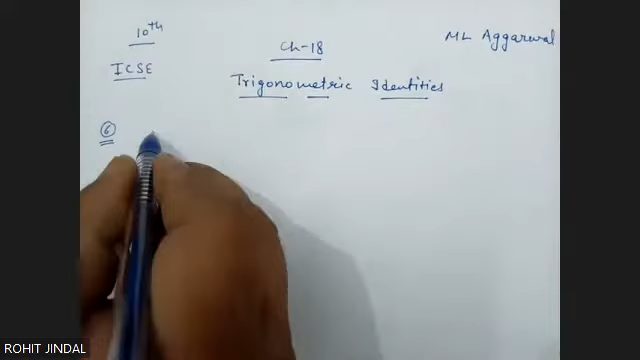 10th
Ch-18
ML Aggarwal
ICSE
Trigonometric Identities
6
ROHIT JINDAL